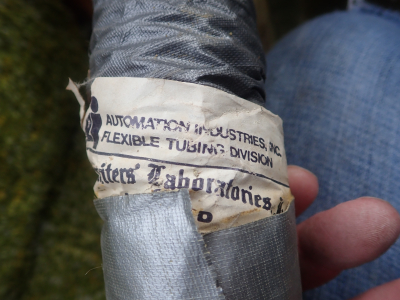 AUTOMATION INDUSTRIES, INC.
FLEXIBLE TUBING DIVISION
Laboratories,